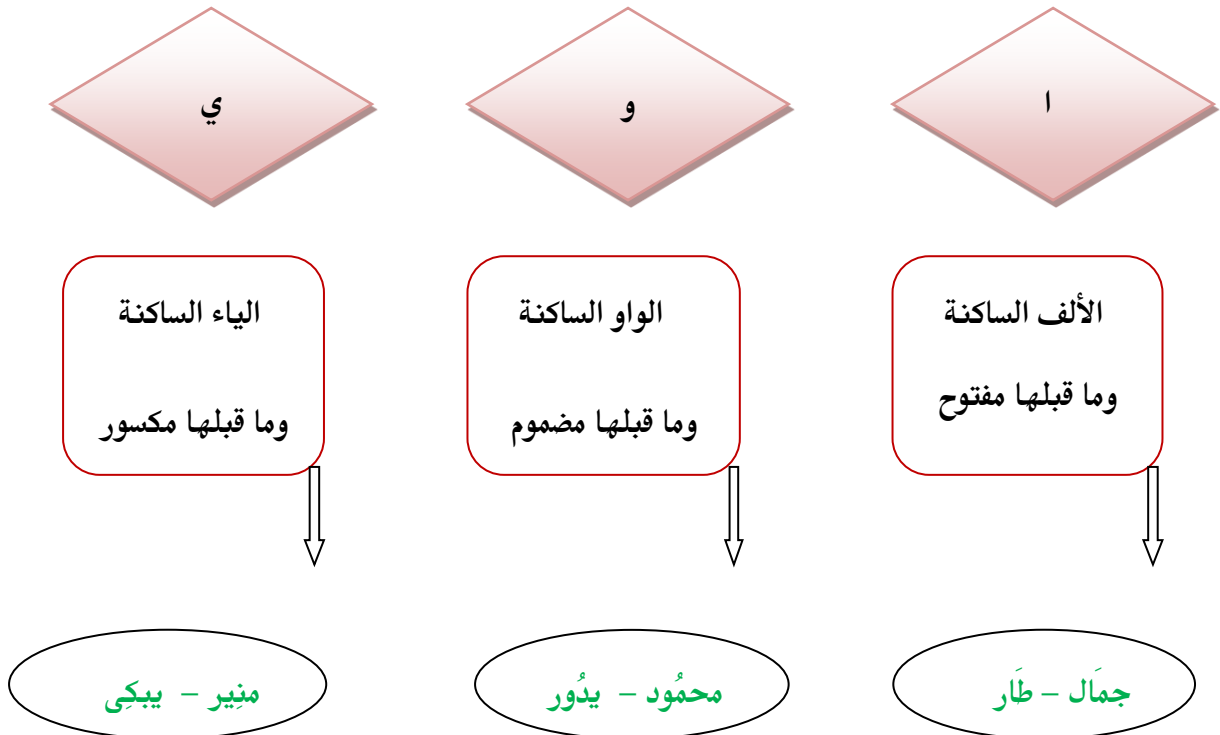 ا
و
ي
الألف الساكنة
وما قبلها مفتوح
الواو الساكنة
وما قبلها مضموم
الياء الساكنة
وما قبلها مكسور
جمَال – طَار
محمُود – يدُور
منِير – يبكِى